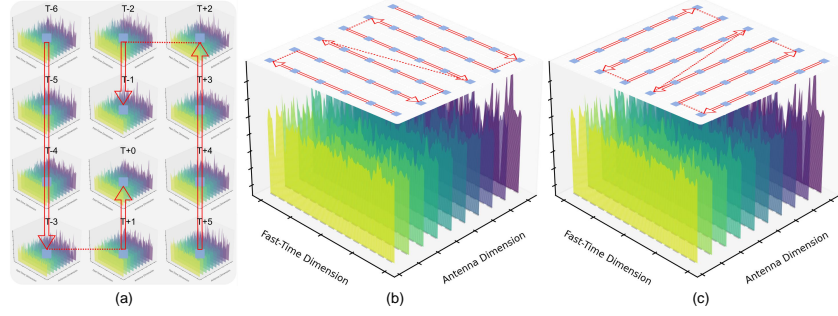 T-6 T-2 T+2
T-5 T-1 T+3
T-4 T+0 T+4
T-3 T+1 T+5
Fast-Time Dimension Antenna Dimension
Fast-Time Dimension Antenna Dimension
(a) (b) (c)